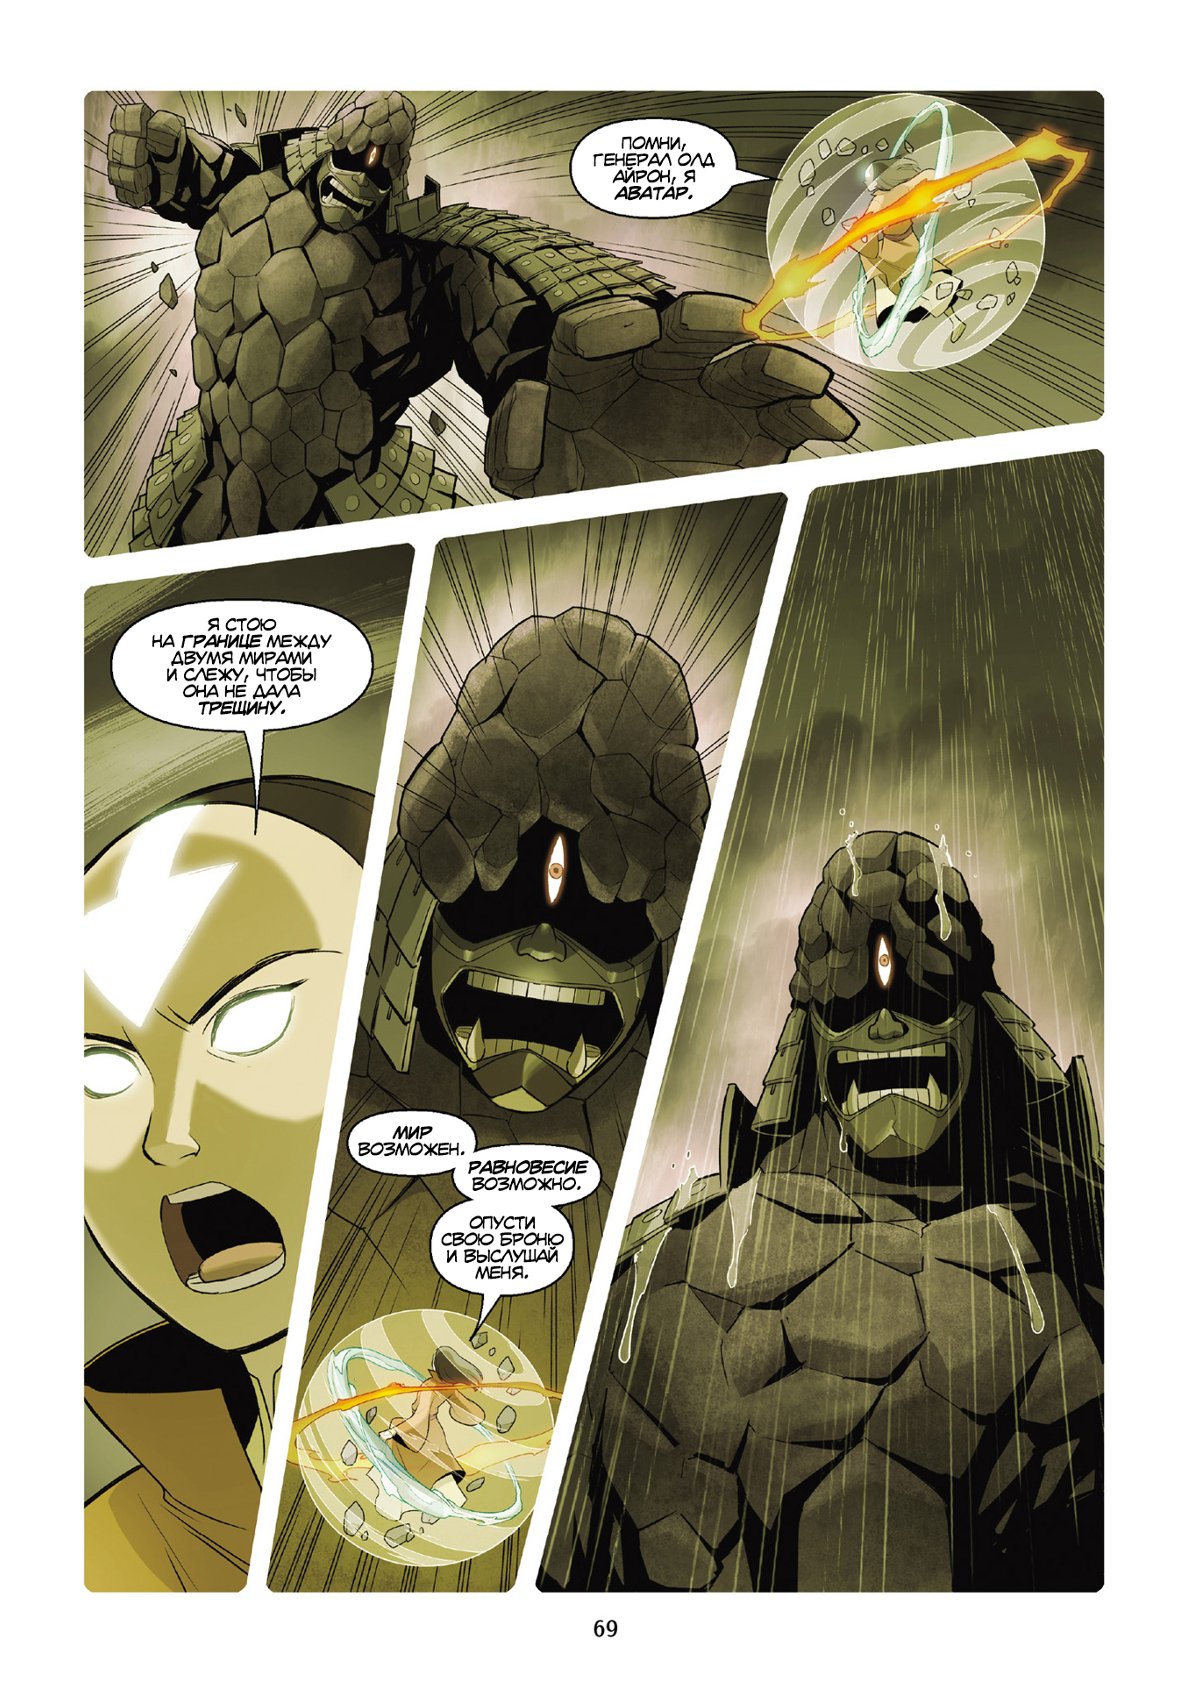 ПОМНИ,
ГЕНЕРАЛ ОЛД
АЙРОН, Я
АВАТАР.
Я СТОЮ
НА ГРАНИЦЕ МЕЖДУ
ДВУМЯ МИРАМИ
И СЛЕЖУ, ЧТОБЫ
ОНА НЕ ДАЛА
ТРЕЩИНУ.
МИР
ВОЗМОЖЕН.
РАВНОВЕСИЕ
ВОЗМОЖНО.
ОПУСТИ
СВОЮ БРОНЮ
И ВЫСЛУШАЙ
МЕНЯ.
69